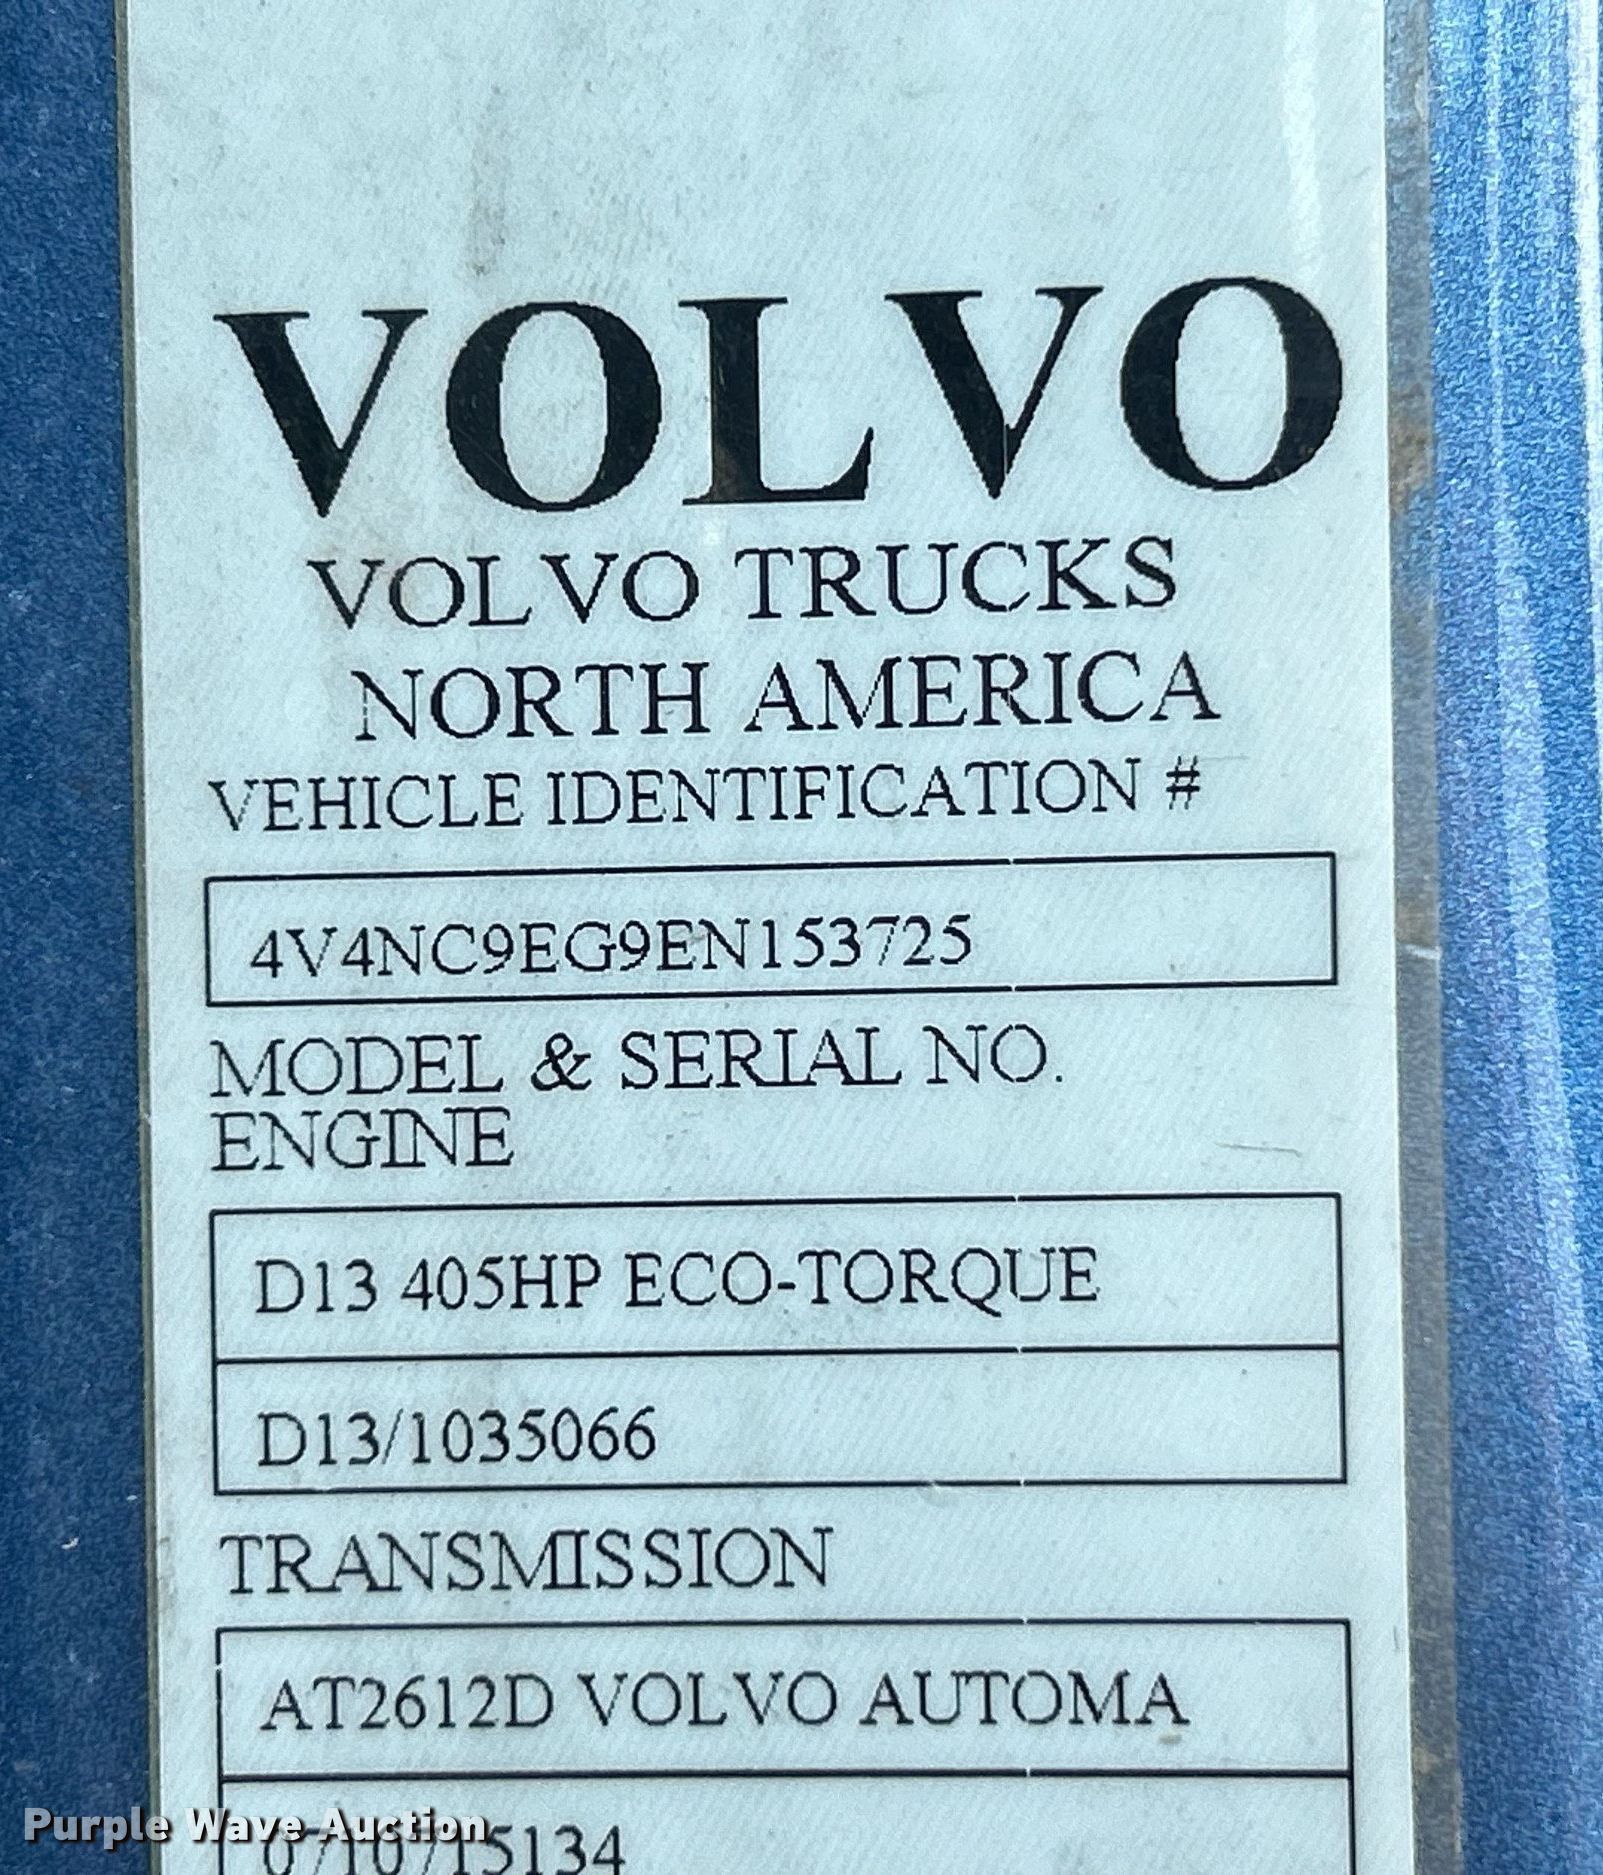 VOLVO
VOLVO TRUCKS
NORTH AMERICA
VEHICLE IDENTIFICATION #
4V4NC9EG9EN153725
MODEL & SERIAL NO.
ENGINE
D13 405HP ECO-TORQUE
D13/1035066
TRANSMISSION
AT2612D VOLVO AUTOMA
Purple Wave Auction